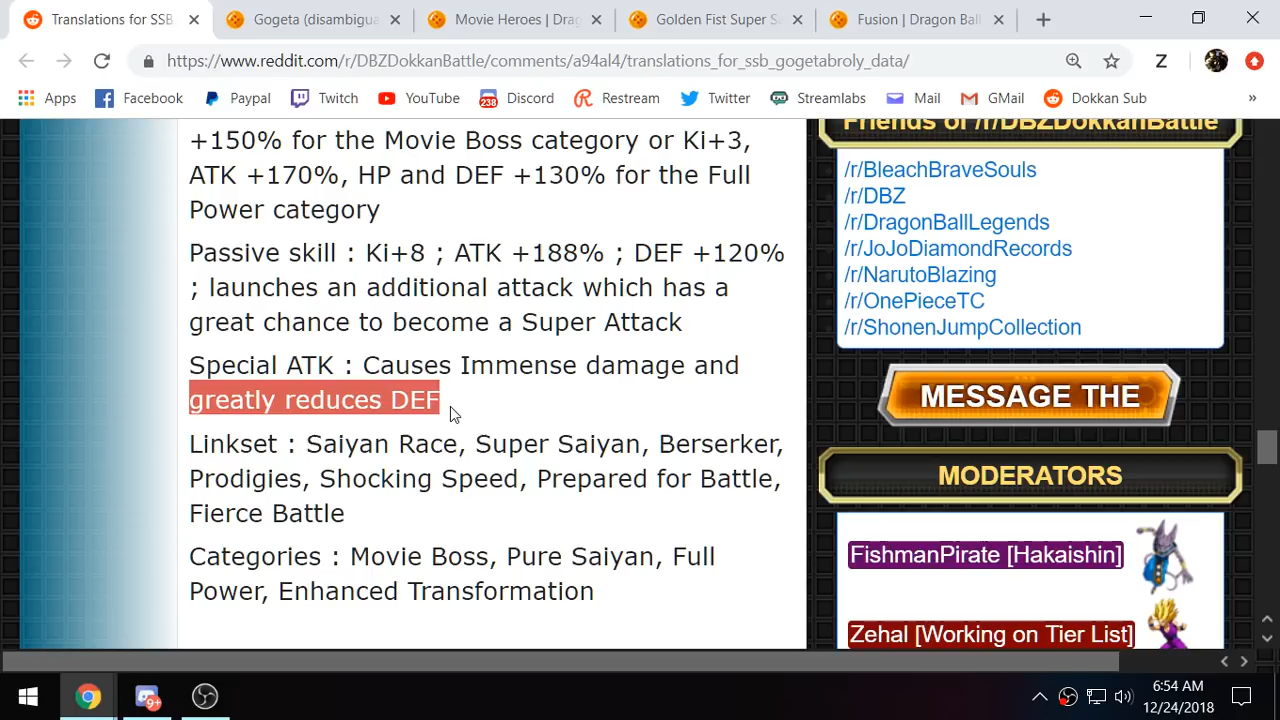 Translations for SSB
Gogeta (disambigua
Movie Heroes | Drag
Golden Fist Super S
Fusion | Dragon Ball
https://www.reddit.com/r/DBZDokkanBattle/comments/a94al4/translations_for_ssb_gogetabroly_data/
Z
Apps
Facebook
Paypal
Twitch
YouTube
238
Discord
Restream
Twitter
Streamlabs
Mail
GMail
Dokkan Sub
»
+150% for the Movie Boss category or Ki+3,
ATK +170%, HP and DEF +130% for the Full
Power category
Passive skill : Ki+8 ; ATK +188% ; DEF +120%
; launches an additional attack which has a
great chance to become a Super Attack
Special ATK : Causes Immense damage and
greatly reduces DEF
Linkset : Saiyan Race, Super Saiyan, Berserker,
Prodigies, Shocking Speed, Prepared for Battle,
Fierce Battle
Categories : Movie Boss, Pure Saiyan, Full
Power, Enhanced Transformation
Friends of /r/DBZDokkanBattle
/r/BleachBraveSouls
/r/DBZ
/r/DragonBallLegends
/r/JoJoDiamondRecords
/r/NarutoBlazing
/r/OnePieceTC
/r/ShonenJumpCollection
MESSAGE THE
MODERATORS
FishmanPirate [Hakaishin]
Zehal [Working on Tier List]
9+
6:54 AM
12/24/2018